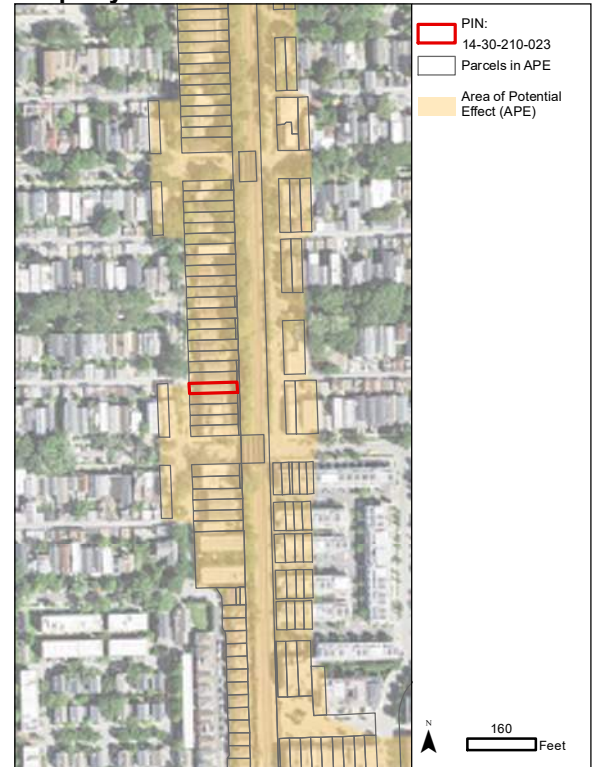 PIN:
14-30-210-023
Parcels in APE
Area of Potential
Effect (APE)
N
160
Feet